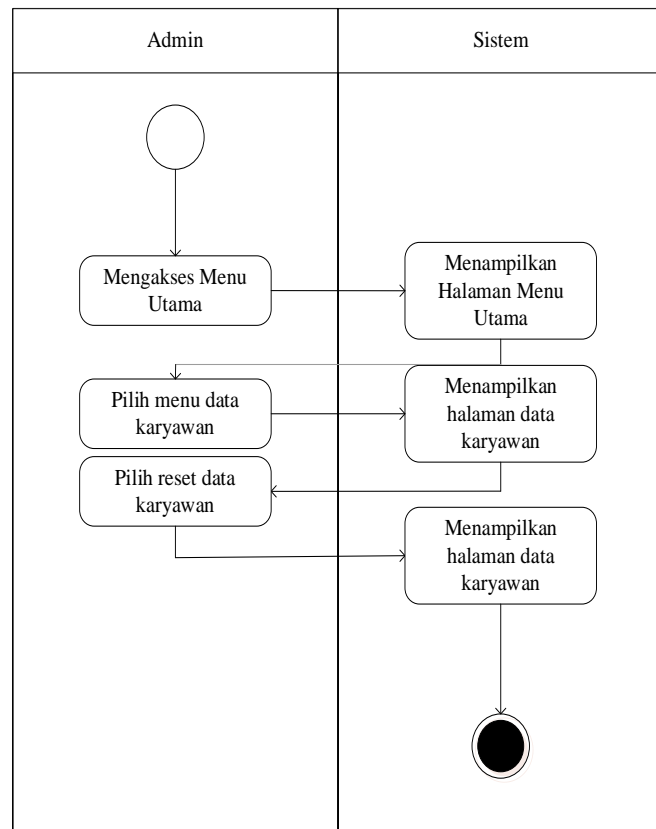 Admin
Sistem
Mengakses Menu
Utama
Menampilkan
Halaman Menu
Utama
Pilih menu data
karyawan
Menampilkan
halaman data
karyawan
Pilih reset data
karyawan
Menampilkan
halaman data
karyawan